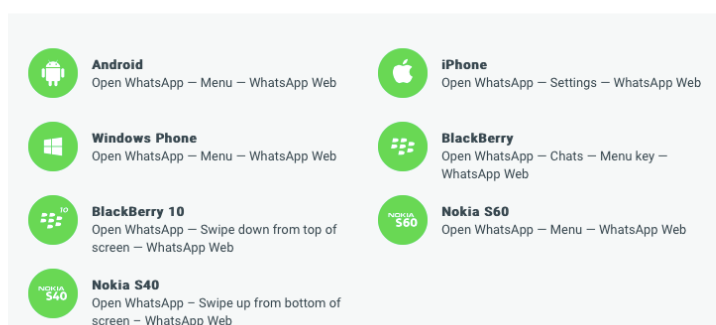 Android
Open WhatsApp — Menu — WhatsApp Web
iPhone
Open WhatsApp — Settings — WhatsApp Web
Windows Phone
Open WhatsApp — Menu — WhatsApp Web
BlackBerry
Open WhatsApp — Chats — Menu key —
WhatsApp Web
10
BlackBerry 10
Open WhatsApp — Swipe down from top of
screen — WhatsApp Web
NOKIA
S60
Nokia S60
Open WhatsApp — Menu — WhatsApp Web
NOKIA
S40
Nokia S40
Open WhatsApp – Swipe up from bottom of
screen – WhatsApp Web